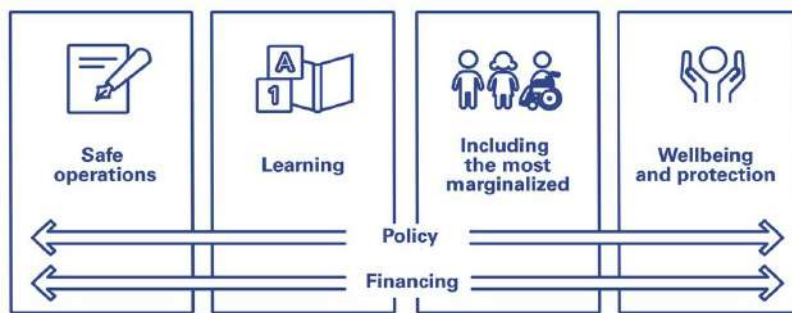 A
1
Safe
operations
Learning
Including
the most
marginalized
Wellbeing
and protection
Policy
Financing